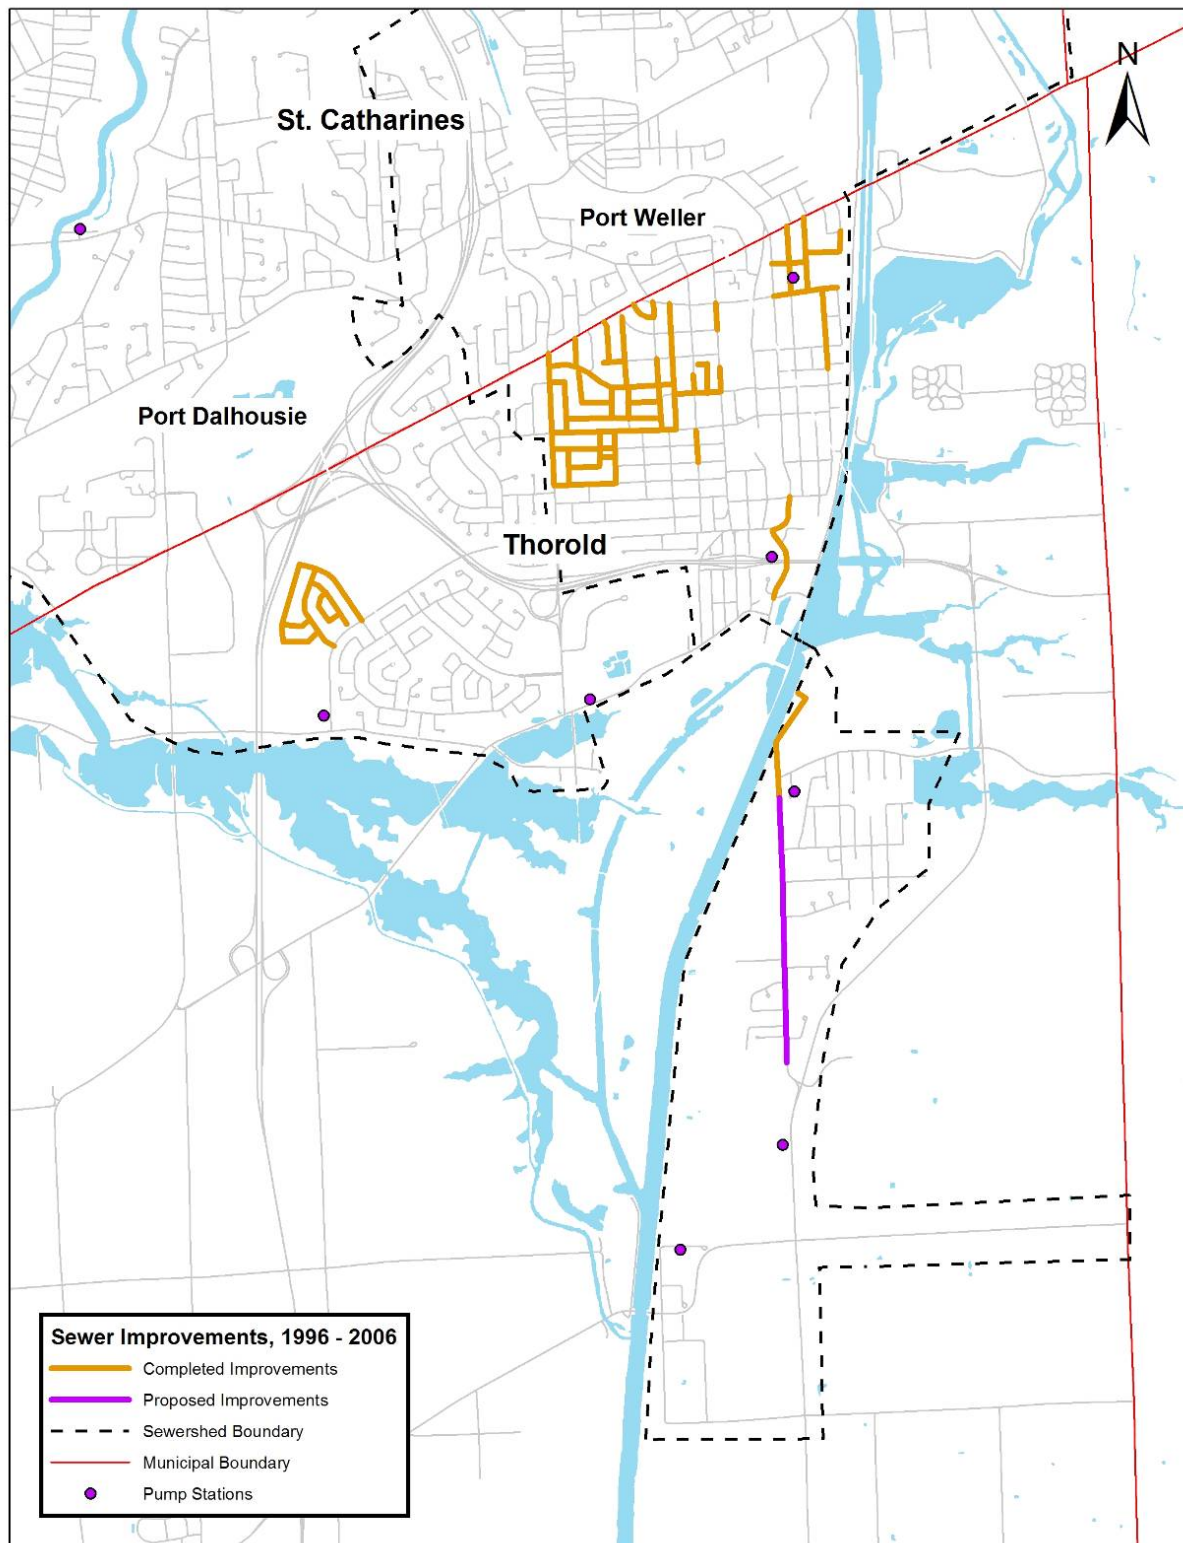 N
St. Catharines
Port Weller
Port Dalhousie
Thorold
Sewer Improvements, 1996 - 2006
Completed Improvements
Proposed Improvements
Sewershed Boundary
Municipal Boundary
Pump Stations